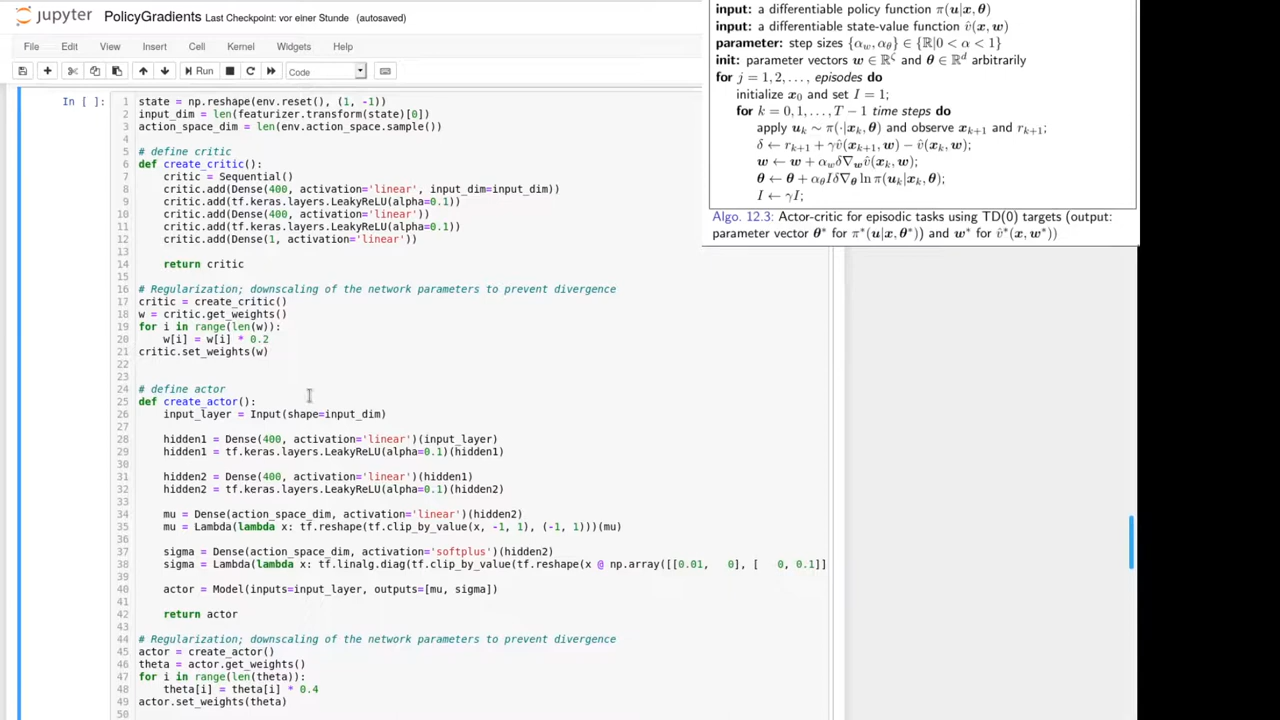 jupyter PolicyGradients Last Checkpoint: vor einer Stunde (autosaved)
File Edit View Insert Cell Kernel Widgets Help
Run Code
In [ ]:
1 state = np.reshape(env.reset(), (1, -1))
2 input_dim = len(featurizer.transform(state)[0])
3 action_space_dim = len(env.action_space.sample())
4
5 # define critic
6 def create_critic():
7 critic = Sequential()
8 critic.add(Dense(400, activation='linear', input_dim=input_dim))
9 critic.add(tf.keras.layers.LeakyReLU(alpha=0.1))
10 critic.add(Dense(400, activation='linear'))
11 critic.add(tf.keras.layers.LeakyReLU(alpha=0.1))
12 critic.add(Dense(1, activation='linear'))
13
14 return critic
15
16 # Regularization; downscaling of the network parameters to prevent divergence
17 critic = create_critic()
18 w = critic.get_weights()
19 for i in range(len(w)):
20 w[i] = w[i] * 0.2
21 critic.set_weights(w)
22
23
24 # define actor
25 def create_actor():
26 input_layer = Input(shape=input_dim)
27
28 hidden1 = Dense(400, activation='linear')(input_layer)
29 hidden1 = tf.keras.layers.LeakyReLU(alpha=0.1)(hidden1)
30
31 hidden2 = Dense(400, activation='linear')(hidden1)
32 hidden2 = tf.keras.layers.LeakyReLU(alpha=0.1)(hidden2)
33
34 mu = Dense(action_space_dim, activation='linear')(hidden2)
35 mu = Lambda(lambda x: tf.reshape(tf.clip_by_value(x, -1, 1), (-1, 1)))(mu)
36
37 sigma = Dense(action_space_dim, activation='softplus')(hidden2)
38 sigma = Lambda(lambda x: tf.linalg.diag(tf.clip_by_value(tf.reshape(x @ np.array([[0.01, 0], [ 0, 0.1]]
39
40 actor = Model(inputs=input_layer, outputs=[mu, sigma])
41
42 return actor
43
44 # Regularization; downscaling of the network parameters to prevent divergence
45 actor = create_actor()
46 theta = actor.get_weights()
47 for i in range(len(theta)):
48 theta[i] = theta[i] * 0.4
49 actor.set_weights(theta)
50
input: a differentiable policy function π(u|x, θ)
input: a differentiable state-value function v̂(x, w)
parameter: step sizes {α_w, α_θ} ∈ {ℝ|0 < α < 1}
init: parameter vectors w ∈ ℝ^ζ and θ ∈ ℝ^d arbitrarily
for j = 1, 2, . . . , episodes do
initialize x_0 and set I = 1;
for k = 0, 1, . . . , T − 1 time steps do
apply u_k ∼ π(·|x_k, θ) and observe x_{k+1} and r_{k+1};
δ ← r_{k+1} + γv̂(x_{k+1}, w) − v̂(x_k, w);
w ← w + α_w δ∇_w v̂(x_k, w);
θ ← θ + α_θ Iδ∇_θ ln π(u_k|x_k, θ);
I ← γI;
Algo. 12.3: Actor-critic for episodic tasks using TD(0) targets (output:
parameter vector θ* for π*(u|x, θ*)) and w* for v̂*(x, w*))